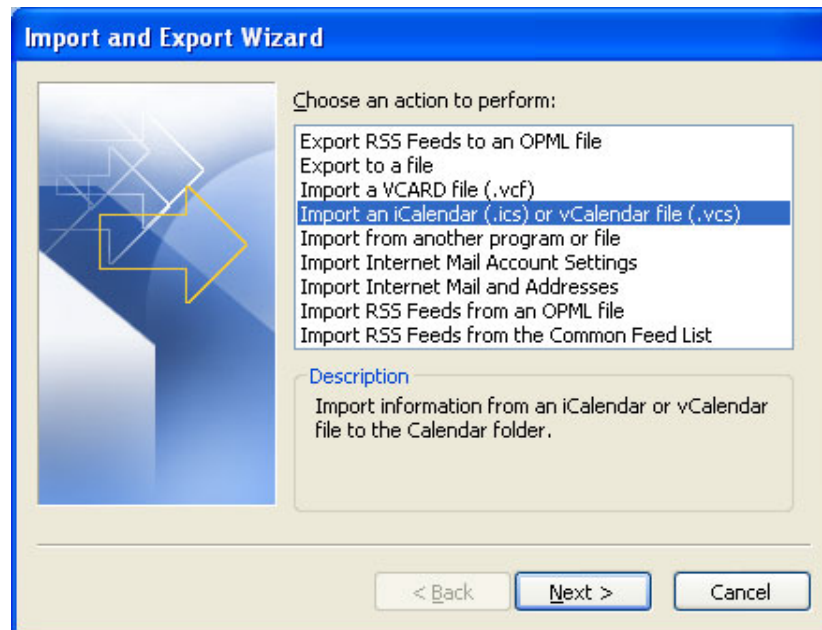 Import and Export Wizard
Choose an action to perform:
Export RSS Feeds to an OPML file
Export to a file
Import a VCARD file (.vcf)
Import an iCalendar (.ics) or vCalendar file (.vcs)
Import from another program or file
Import Internet Mail Account Settings
Import Internet Mail and Addresses
Import RSS Feeds from an OPML file
Import RSS Feeds from the Common Feed List
Description
Import information from an iCalendar or vCalendar
file to the Calendar folder.
< Back Next > Cancel